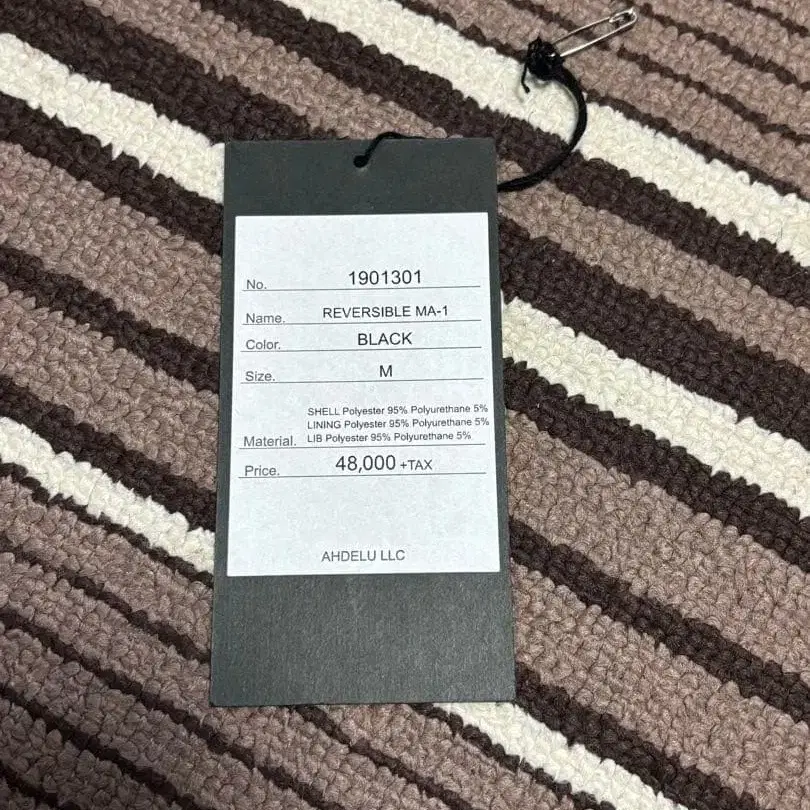 No. 1901301
Name. REVERSIBLE MA-1
Color. BLACK
Size. M
SHELL Polyester 95% Polyurethane 5%
LINING Polyester 95% Polyurethane 5%
Material. LIB Polyester 95% Polyurethane 5%
Price. 48,000 +TAX
AHDELU LLC